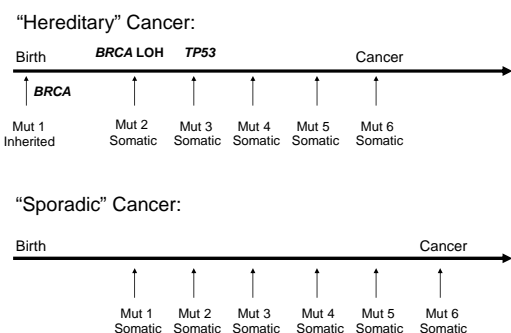 “Hereditary” Cancer:
Birth BRCA LOH TP53 Cancer
BRCA
Mut 1 Mut 2 Mut 3 Mut 4 Mut 5 Mut 6
Inherited Somatic Somatic Somatic Somatic Somatic
“Sporadic” Cancer:
Birth Cancer
Mut 1 Mut 2 Mut 3 Mut 4 Mut 5 Mut 6
Somatic Somatic Somatic Somatic Somatic Somatic